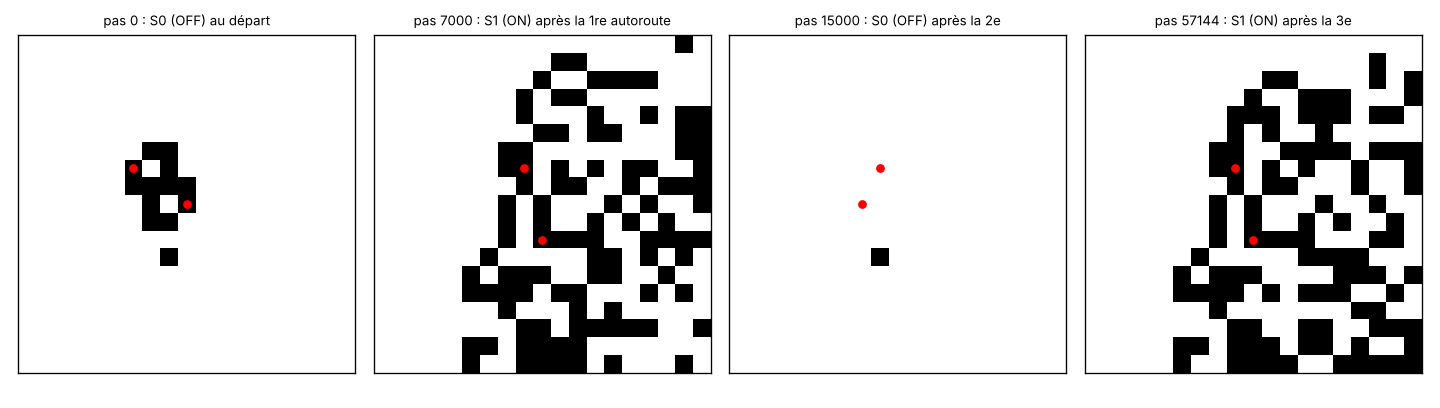 pas 0 : S0 (OFF) au départ
pas 7000 : S1 (ON) après la 1re autoroute
pas 15000 : S0 (OFF) après la 2e
pas 57144 : S1 (ON) après la 3e